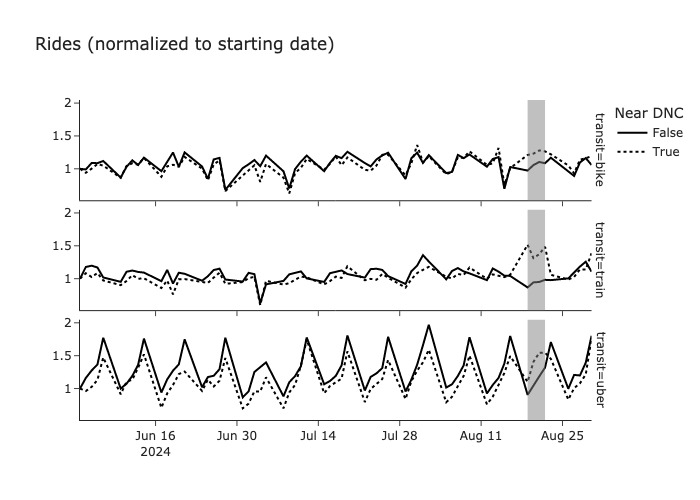 Rides (normalized to starting date)
Near DNC
False
True
2
1.5
1
transit=bike
2
1.5
1
transit=train
2
1.5
1
transit=uber
Jun 16
2024
Jun 30
Jul 14
Jul 28
Aug 11
Aug 25